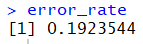 > error_rate
[1] 0.1923544